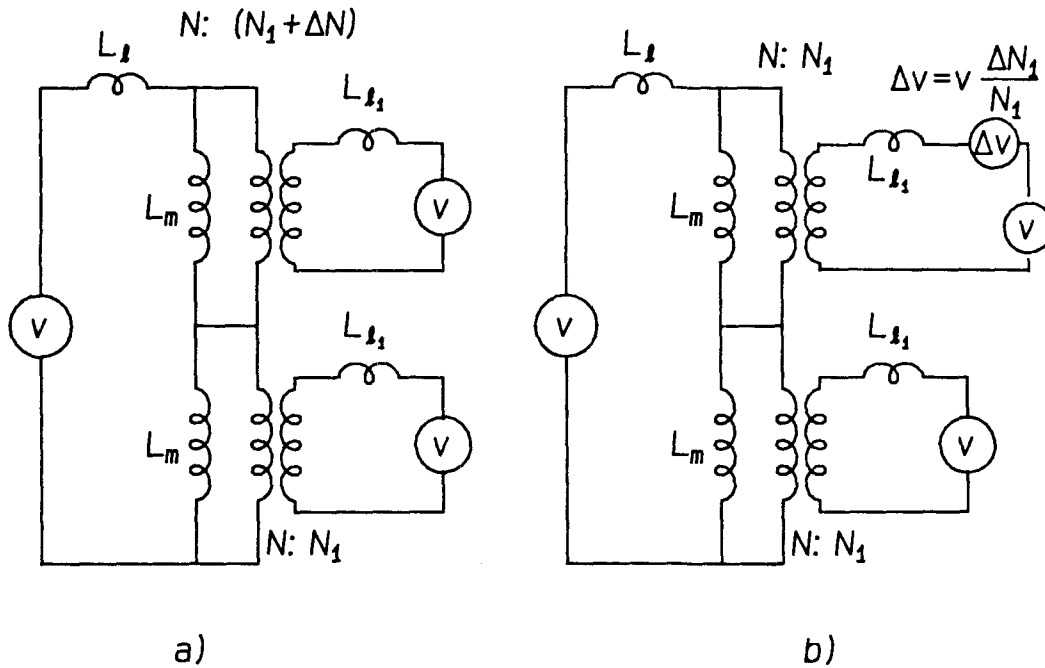 N: (N₁ + ΔN)
Lℓ
Lℓ₁
Lₘ
V
V
Lℓ₁
Lₘ
V
N: N₁
a)
Lℓ
N: N₁
Δv = v ΔN₁/N₁
Lℓ₁
ΔV
Lₘ
V
V
Lℓ₁
Lₘ
V
N: N₁
b)